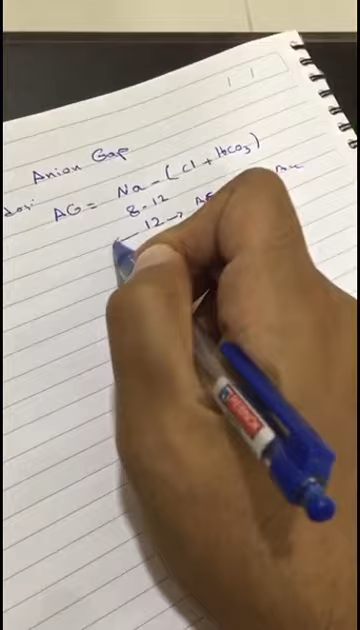 Anion Gap
AG = Na - (Cl + HCO3)
8-12
12 →